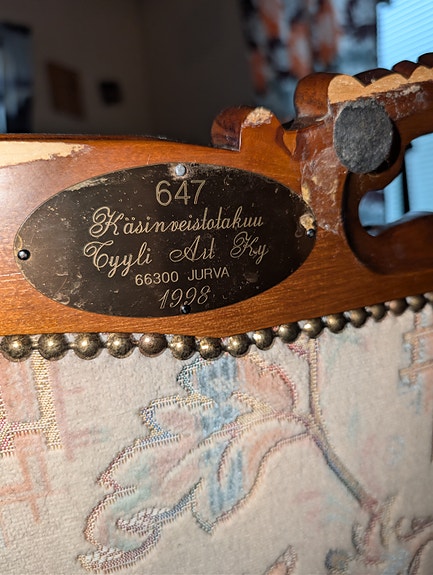 647
Käsinveistotakuu
Tyyli Art Ky
66300 JURVA
1998